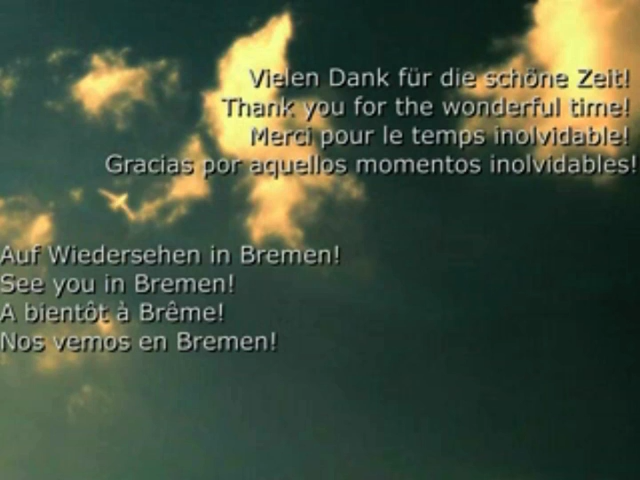 Vielen Dank für die schöne Zeit!
Thank you for the wonderful time!
Merci pour le temps inolvidable!
Gracias por aquellos momentos inolvidables!
Auf Wiedersehen in Bremen!
See you in Bremen!
A bientôt à Brême!
Nos vemos en Bremen!